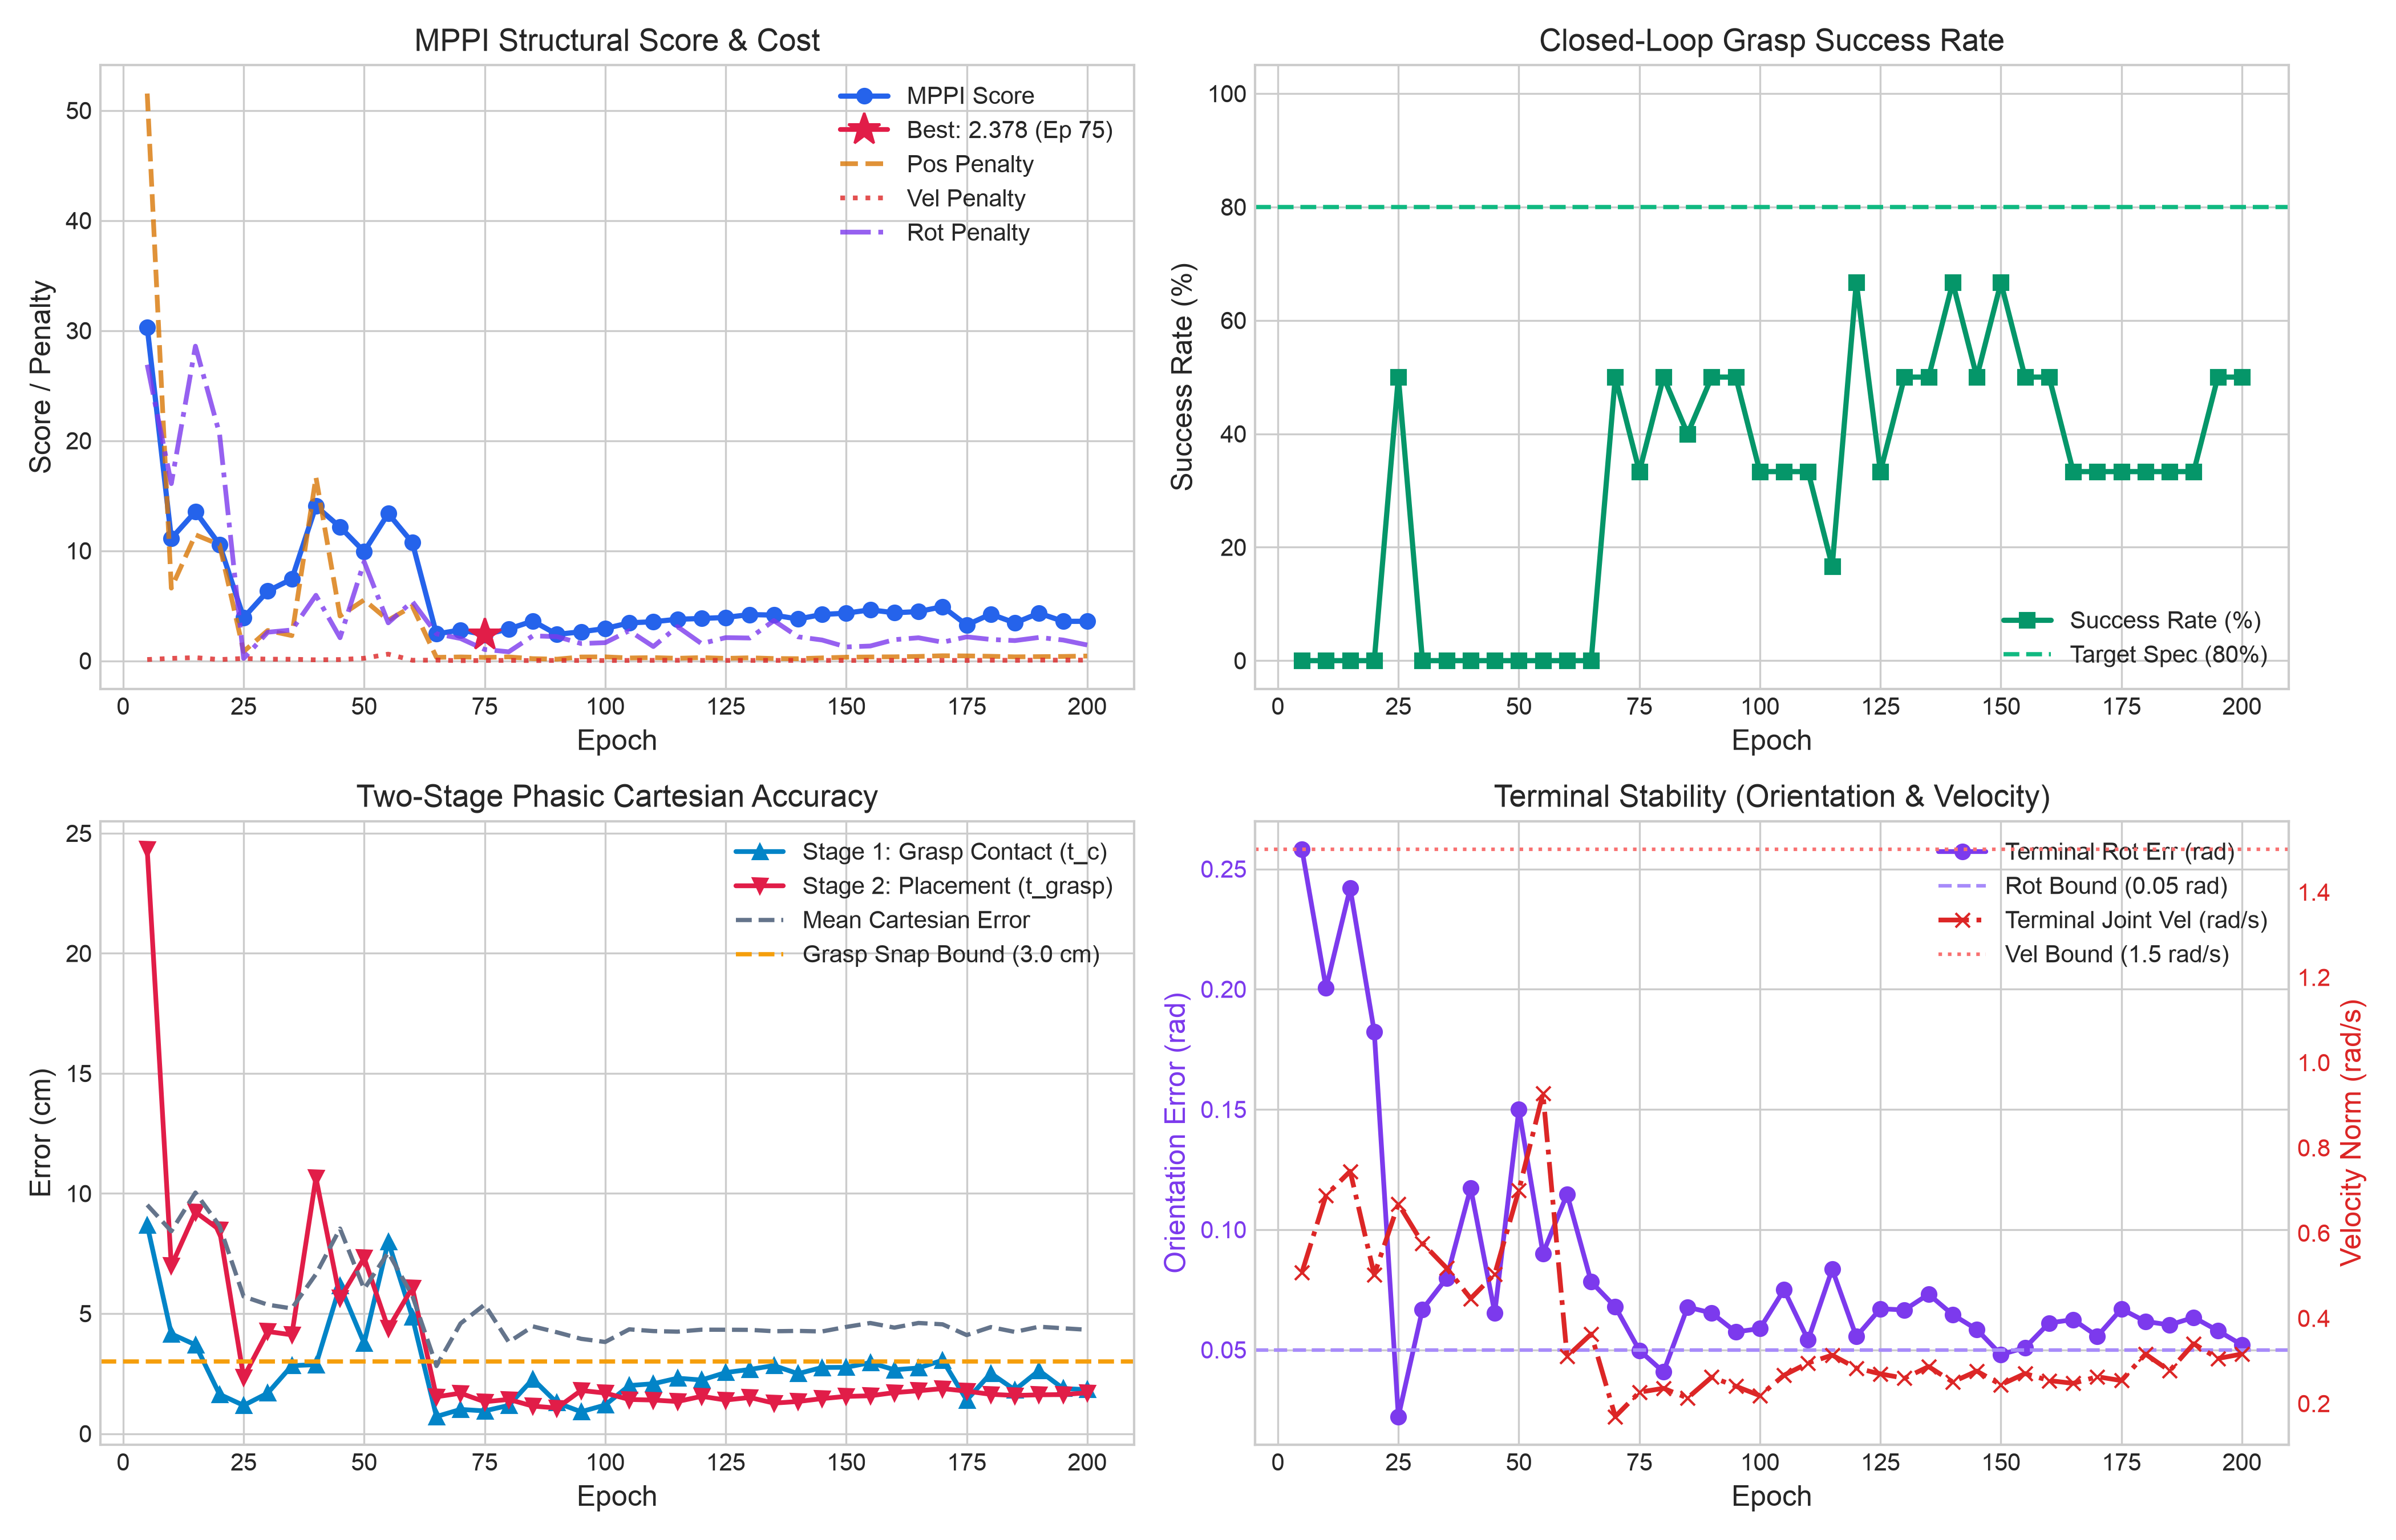 MPPI Structural Score & Cost
Score / Penalty
50
40
30
20
10
0
MPPI Score
Best: 2.378 (Ep 75)
Pos Penalty
Vel Penalty
Rot Penalty
0 25 50 75 100 125 150 175 200
Epoch
Closed-Loop Grasp Success Rate
Success Rate (%)
100
80
60
40
20
0
Success Rate (%)
Target Spec (80%)
0 25 50 75 100 125 150 175 200
Epoch
Two-Stage Phasic Cartesian Accuracy
Error (cm)
25
20
15
10
5
0
Stage 1: Grasp Contact (t_c)
Stage 2: Placement (t_grasp)
Mean Cartesian Error
Grasp Snap Bound (3.0 cm)
0 25 50 75 100 125 150 175 200
Epoch
Terminal Stability (Orientation & Velocity)
Orientation Error (rad)
0.25
0.20
0.15
0.10
0.05
Terminal Rot Err (rad)
Rot Bound (0.05 rad)
Terminal Joint Vel (rad/s)
Vel Bound (1.5 rad/s)
1.4
1.2
1.0
0.8
0.6
0.4
0.2
Velocity Norm (rad/s)
0 25 50 75 100 125 150 175 200
Epoch